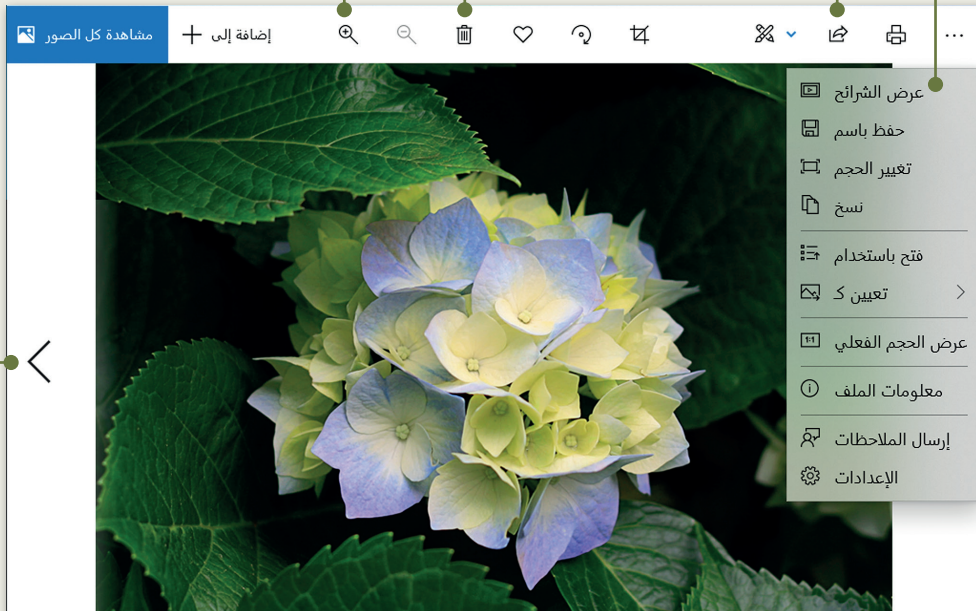 مشاهدة كل الصور
إضافة إلى
عرض الشرائح
حفظ باسم
تغيير الحجم
نسخ
فتح باستخدام
تعيين كـ
عرض الحجم الفعلي
معلومات الملف
إرسال الملاحظات
الإعدادات